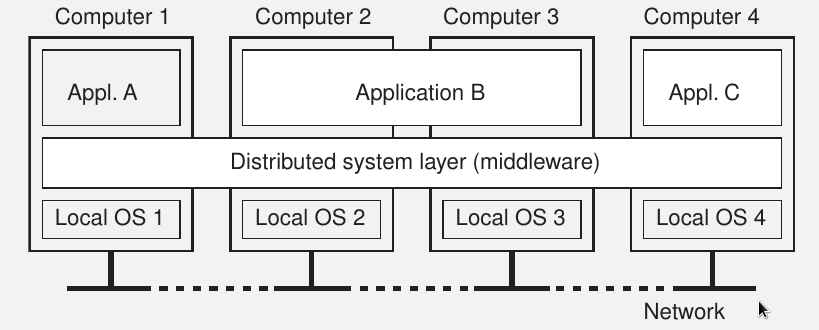 Computer 1
Computer 2
Computer 3
Computer 4
Appl. A
Application B
Appl. C
Distributed system layer (middleware)
Local OS 1
Local OS 2
Local OS 3
Local OS 4
Network